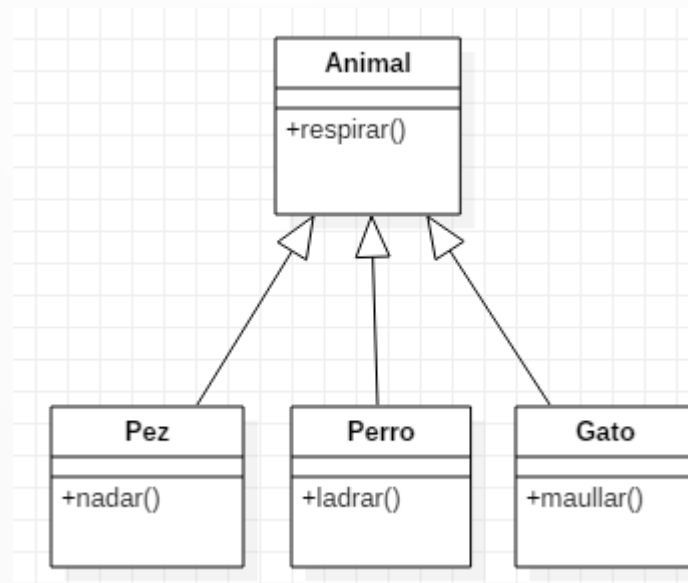 Animal
+respirar()
Pez
Perro
Gato
+nadar()
+ladrar()
+maullar()